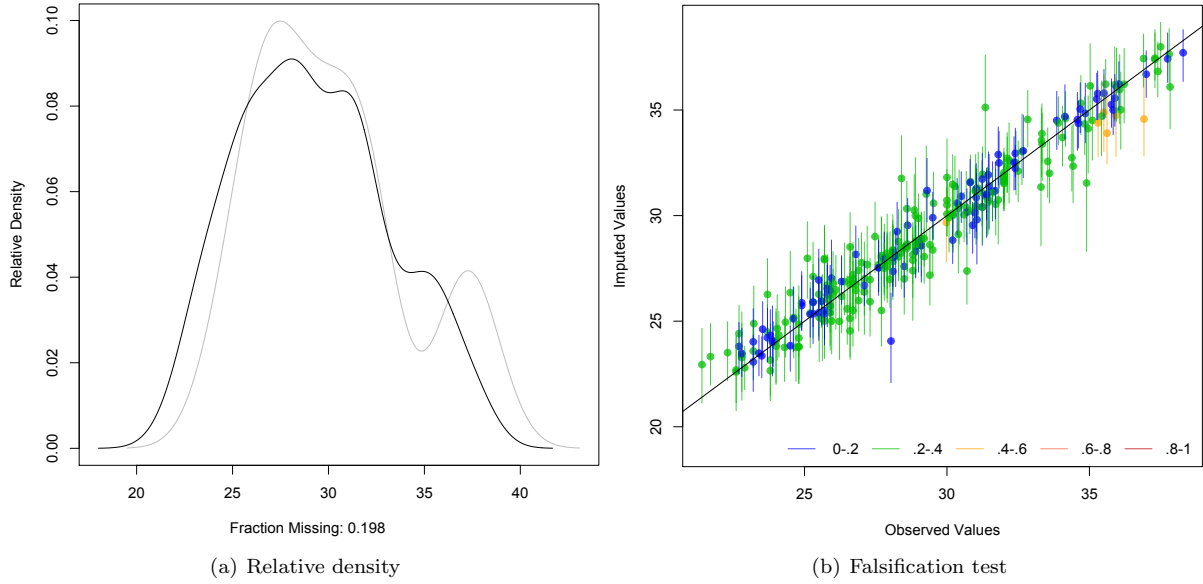 Relative Density
0.10
0.08
0.06
0.04
0.02
0.00
20 25 30 35 40
Fraction Missing: 0.198
(a) Relative density
Imputed Values
35
30
25
20
0-.2 .2-.4 .4-.6 .6-.8 .8-1
25 30 35
Observed Values
(b) Falsification test